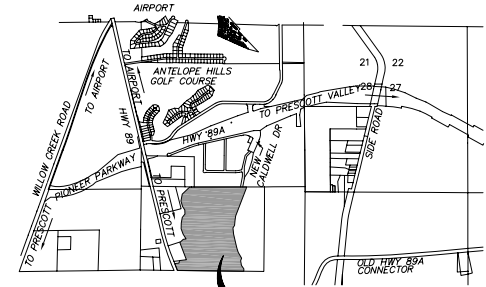 AIRPORT
TO AIRPORT
ANTELOPE HILLS
GOLF COURSE
21 22
28 27
TO PRESCOTT VALLEY
WILLOW CREEK ROAD
TO AIRPORT
HWY 89
HWY 89A
NEW
CALDWELL DR
SIDE ROAD
PIONEER PARKWAY
TO PRESCOTT
TO PRESCOTT
OLD HWY 89A
CONNECTOR